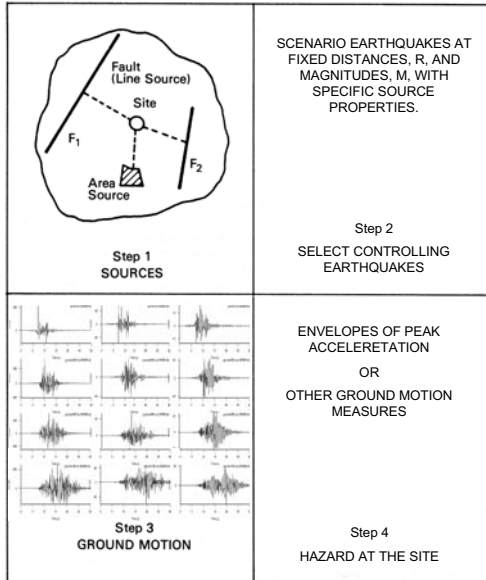 Fault
(Line Source)
Site
F1
F2
Area
Source
Step 1
SOURCES
SCENARIO EARTHQUAKES AT
FIXED DISTANCES, R, AND
MAGNITUDES, M, WITH
SPECIFIC SOURCE
PROPERTIES.
Step 2
SELECT CONTROLLING
EARTHQUAKES
Step 3
GROUND MOTION
ENVELOPES OF PEAK
ACCELERETATION
OR
OTHER GROUND MOTION
MEASURES
Step 4
HAZARD AT THE SITE